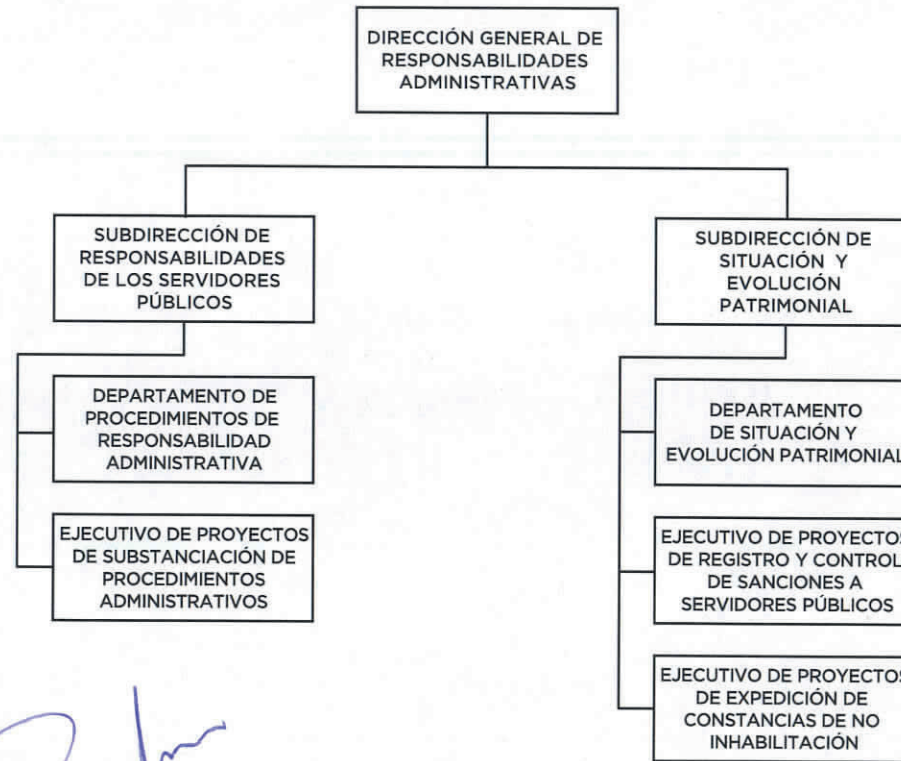 DIRECCIÓN GENERAL DE
RESPONSABILIDADES
ADMINISTRATIVAS
SUBDIRECCIÓN DE
RESPONSABILIDADES
DE LOS SERVIDORES
PÚBLICOS
DEPARTAMENTO DE
PROCEDIMIENTOS DE
RESPONSABILIDAD
ADMINISTRATIVA
EJECUTIVO DE PROYECTOS
DE SUBSTANCIACIÓN DE
PROCEDIMIENTOS
ADMINISTRATIVOS
SUBDIRECCIÓN DE
SITUACIÓN Y
EVOLUCIÓN
PATRIMONIAL
DEPARTAMENTO
DE SITUACIÓN Y
EVOLUCIÓN PATRIMONIAL
EJECUTIVO DE PROYECTOS
DE REGISTRO Y CONTROL
DE SANCIONES A
SERVIDORES PÚBLICOS
EJECUTIVO DE PROYECTOS
DE EXPEDICIÓN DE
CONSTANCIAS DE NO
INHABILITACIÓN